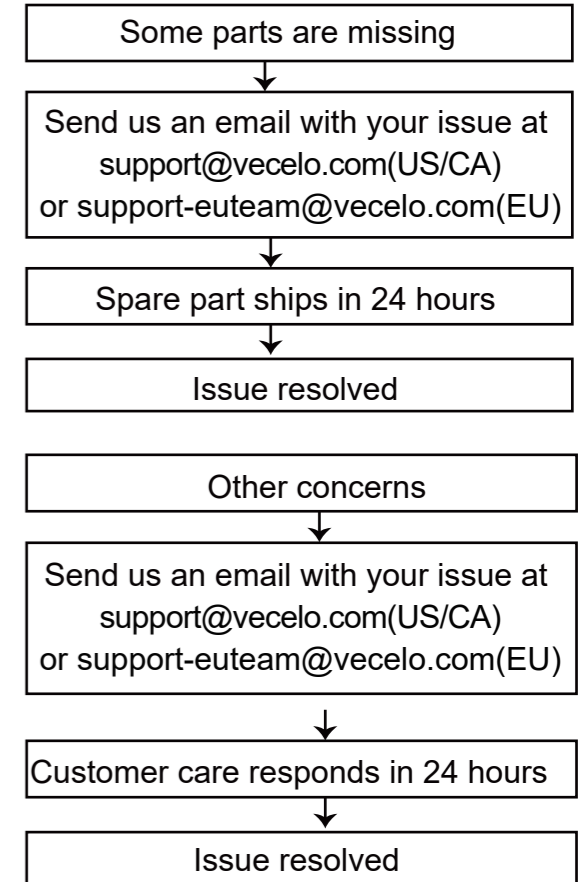 Some parts are missing
Send us an email with your issue at
support@vecelo.com(US/CA)
or support-euteam@vecelo.com(EU)
Spare part ships in 24 hours
Issue resolved
Other concerns
Send us an email with your issue at
support@vecelo.com(US/CA)
or support-euteam@vecelo.com(EU)
Customer care responds in 24 hours
Issue resolved